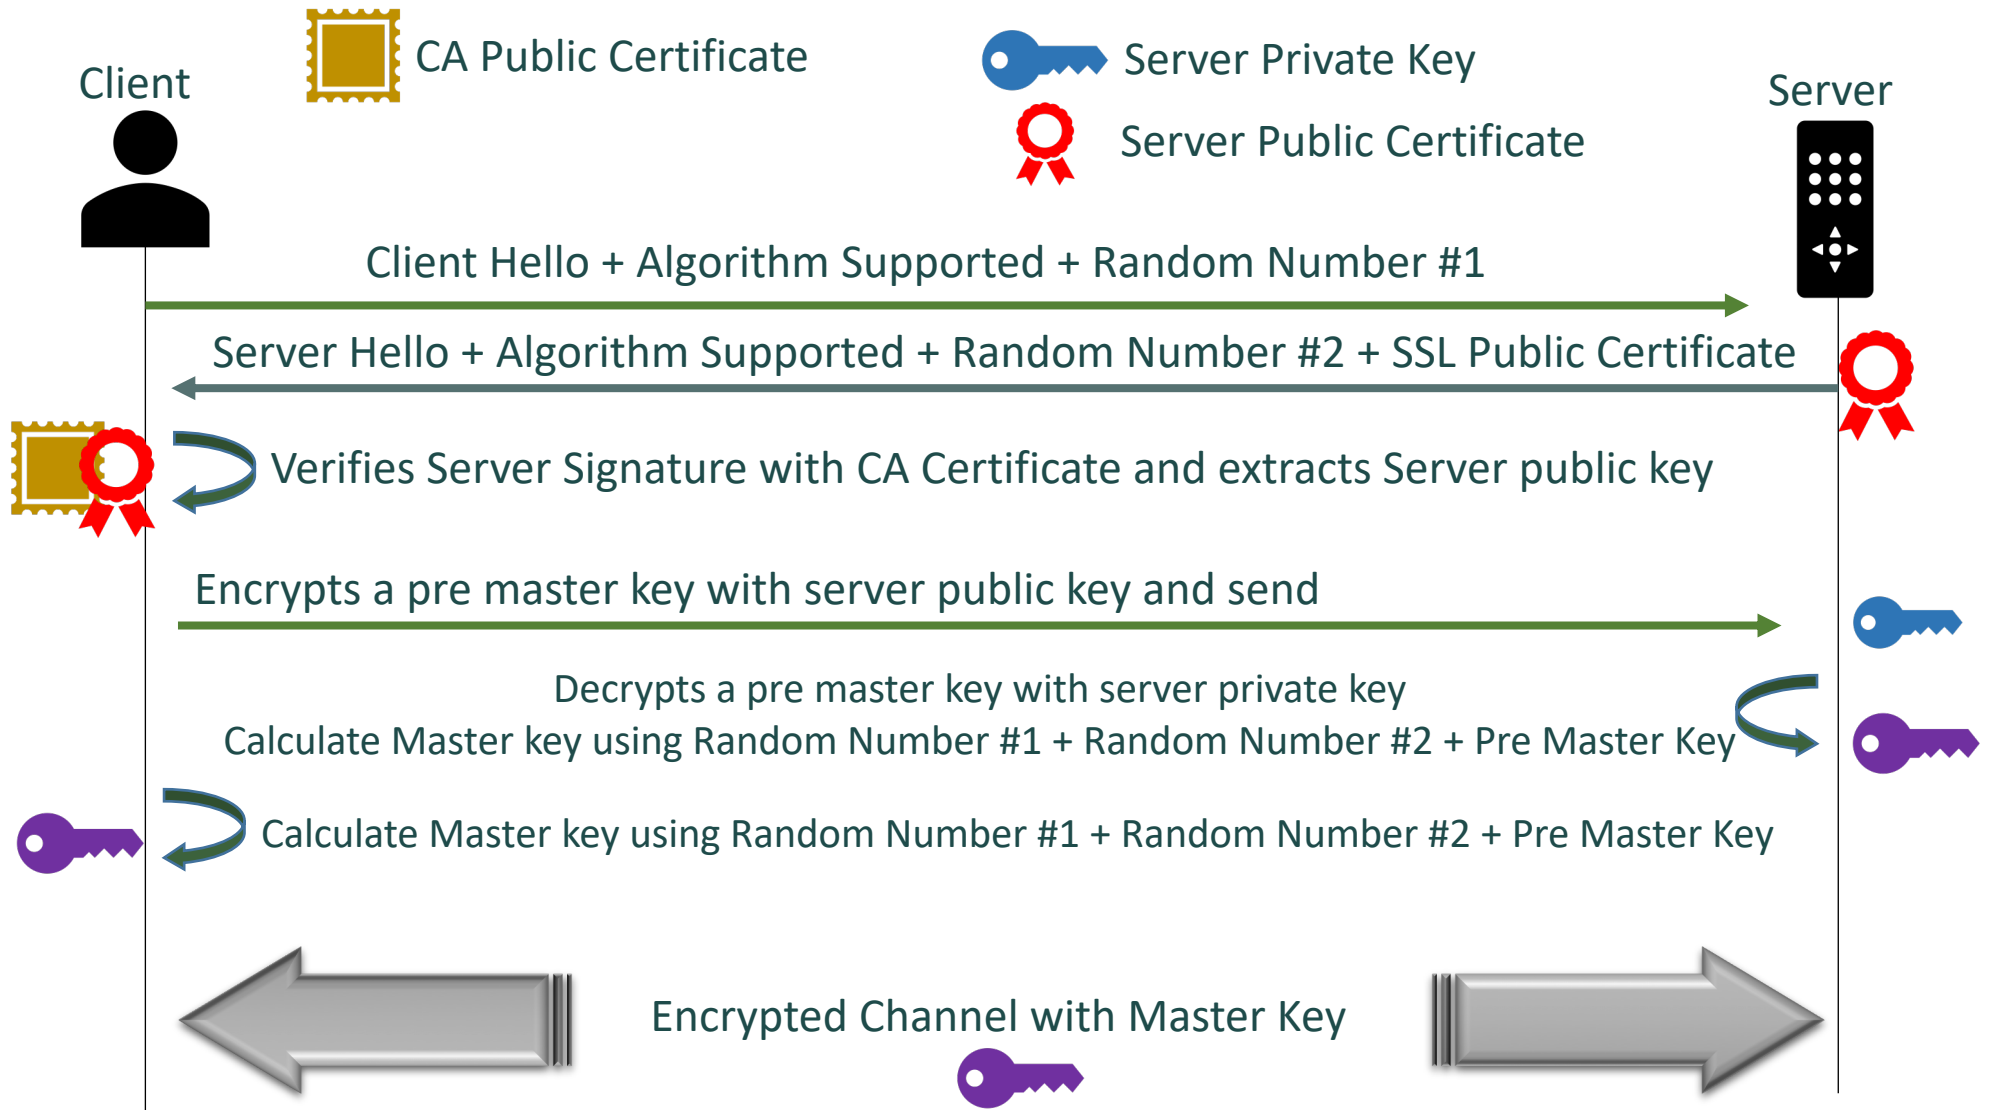 CA Public Certificate
Server Private Key
Client
Server
Server Public Certificate
Client Hello + Algorithm Supported + Random Number #1
Server Hello + Algorithm Supported + Random Number #2 + SSL Public Certificate
Verifies Server Signature with CA Certificate and extracts Server public key
Encrypts a pre master key with server public key and send
Decrypts a pre master key with server private key
Calculate Master key using Random Number #1 + Random Number #2 + Pre Master Key
Calculate Master key using Random Number #1 + Random Number #2 + Pre Master Key
Encrypted Channel with Master Key